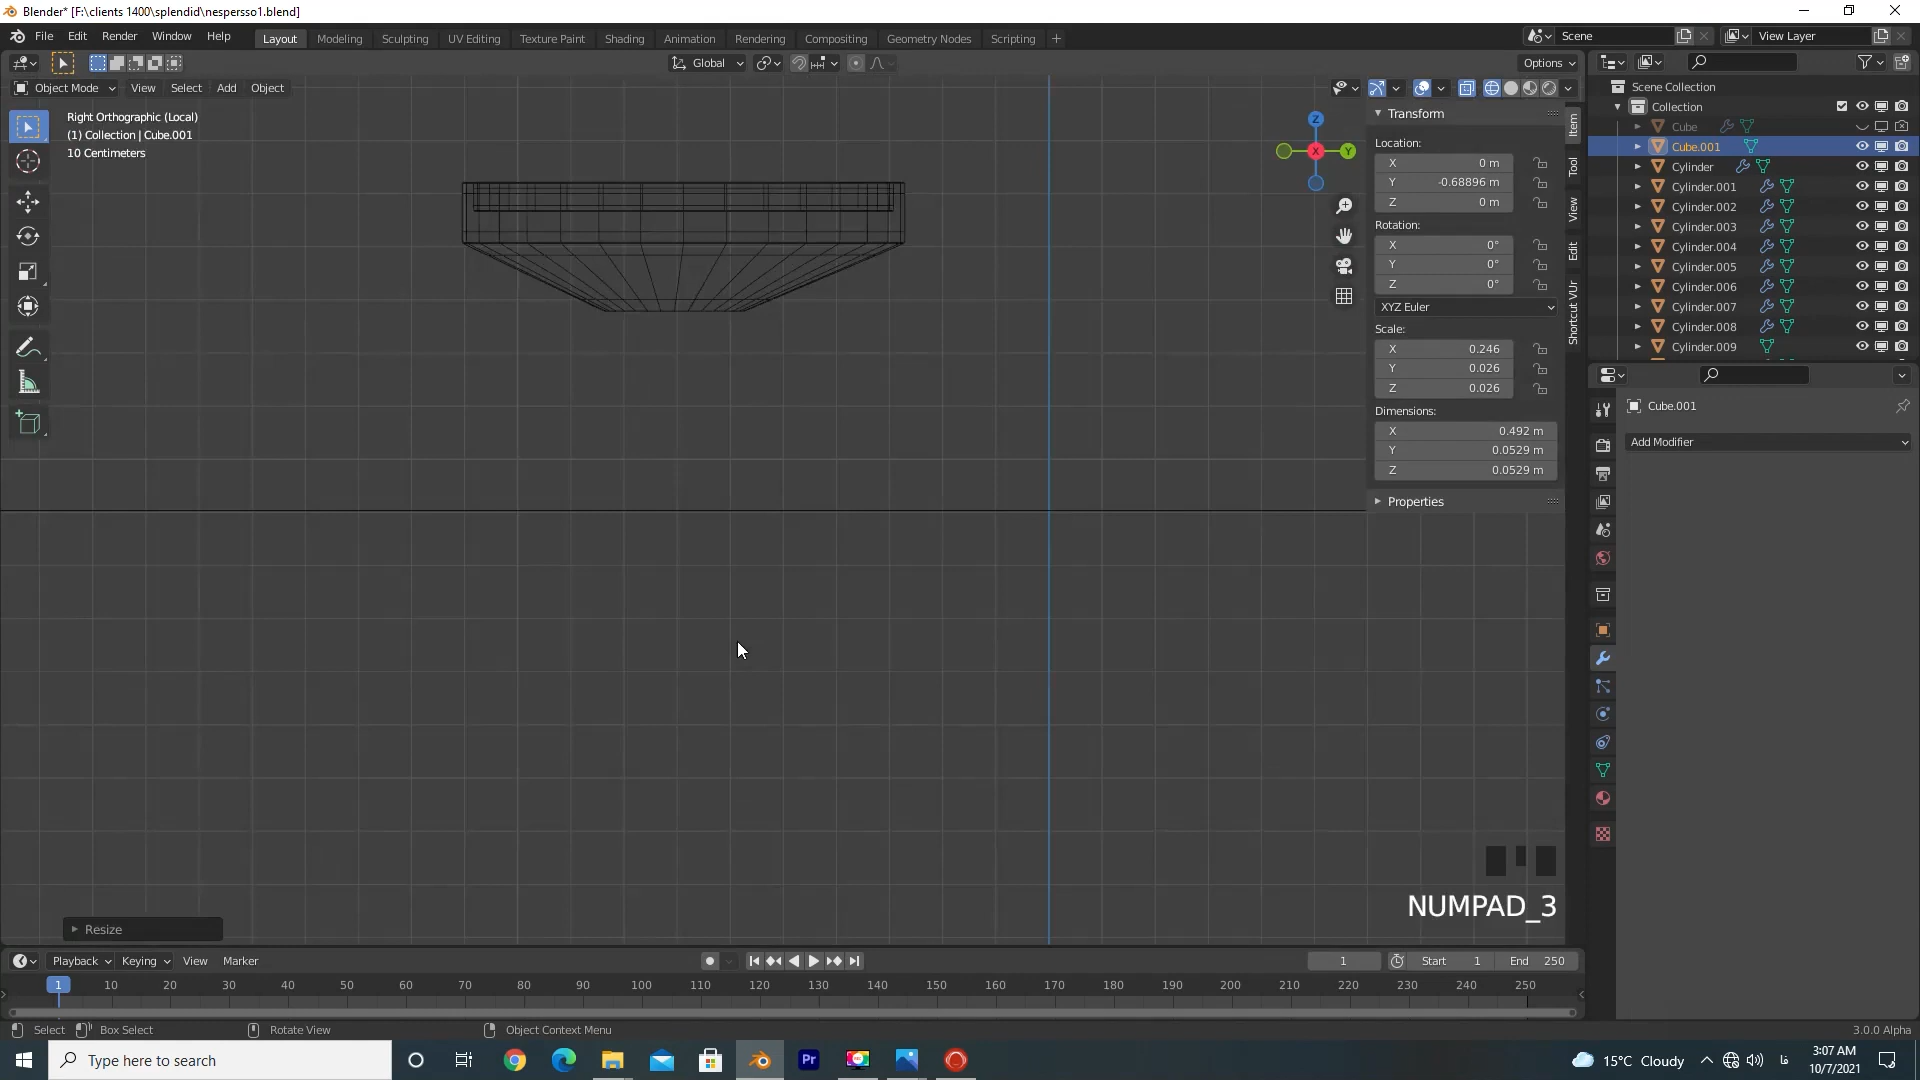 Blender* [F:\clients 1400\splendid\nespersso1.blend]
File Edit Render Window Help Layout Modeling Sculpting UV Editing Texture Paint Shading Animation Rendering Compositing Geometry Nodes Scripting + Scene View Layer
Global Options
Object Mode View Select Add Object
Right Orthographic (Local)
(1) Collection | Cube.001
10 Centimeters
Z
X
Y
Transform
Location:
X 0 m
Y -0.68896 m
Z 0 m
Rotation:
X 0°
Y 0°
Z 0°
XYZ Euler
Scale:
X 0.246
Y 0.026
Z 0.026
Dimensions:
X 0.492 m
Y 0.0529 m
Z 0.0529 m
Properties
Item
Tool
View
Edit
Shortcut VUr
Scene Collection
Collection
Cube
Cube.001
Cylinder
Cylinder.001
Cylinder.002
Cylinder.003
Cylinder.004
Cylinder.005
Cylinder.006
Cylinder.007
Cylinder.008
Cylinder.009
Cube.001
Add Modifier
NUMPAD_3
Resize
Playback Keying View Marker 1 Start 1 End 250
1 10 20 30 40 50 60 70 80 90 100 110 120 130 140 150 160 170 180 190 200 210 220 230 240 250
Select Box Select Rotate View Object Context Menu 3.0.0 Alpha
Type here to search Pr 15°C Cloudy فا 3:07 AM
10/7/2021